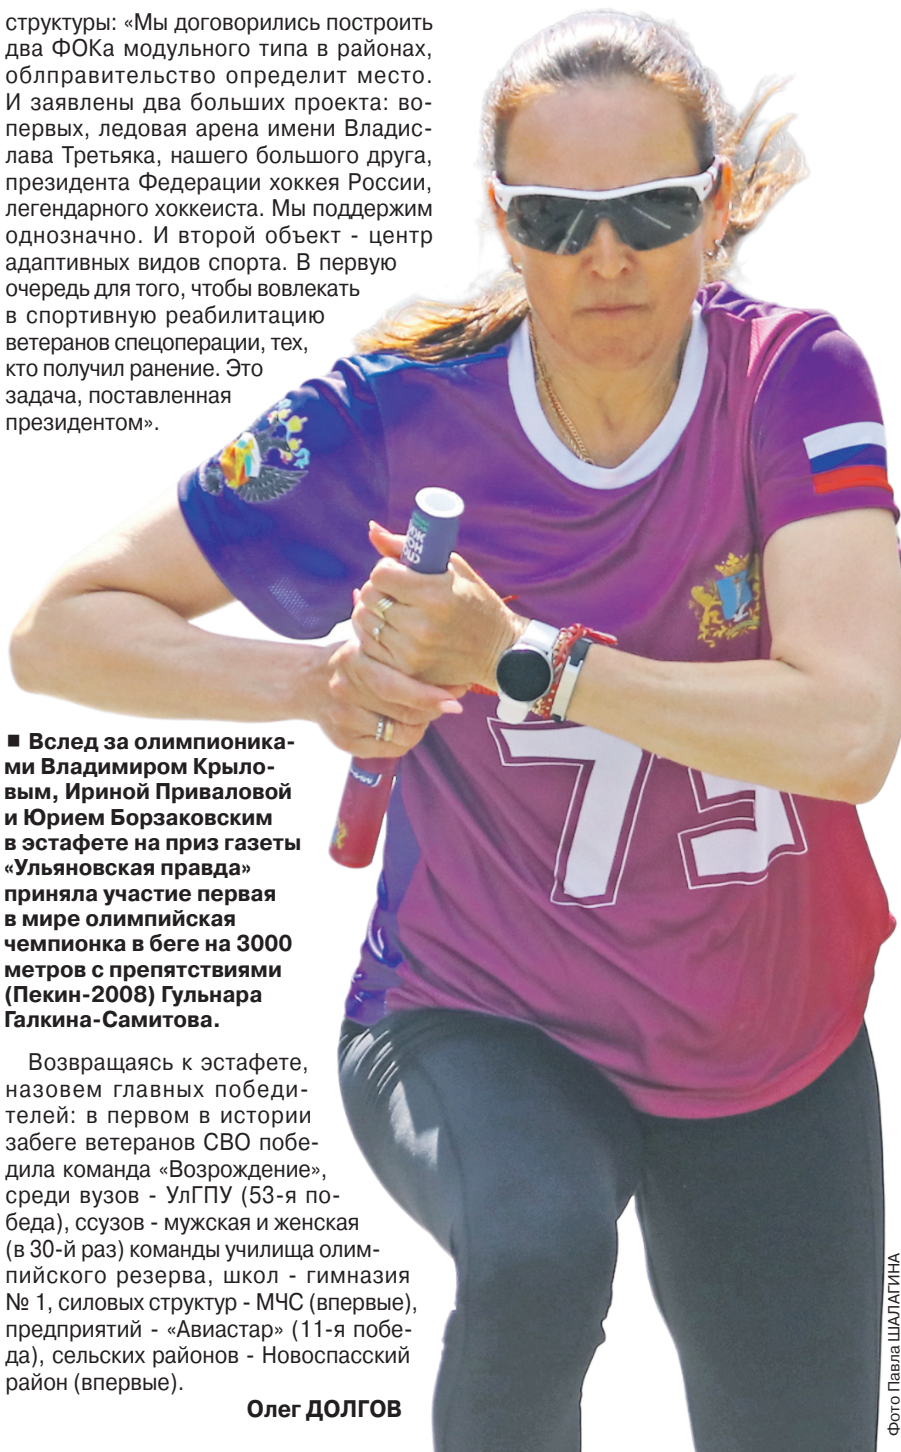 структуры: «Мы договорились построить
два ФОКа модульного типа в районах,
облправительство определит место.
И заявлены два больших проекта: во-
первых, ледовая арена имени Владис-
лава Третьяка, нашего большого друга,
президента Федерации хоккея России,
легендарного хоккеиста. Мы поддержим
однозначно. И второй объект - центр
адаптивных видов спорта. В первую
очередь для того, чтобы вовлекать
в спортивную реабилитацию
ветеранов спецоперации, тех,
кто получил ранение. Это
задача, поставленная
президентом».
75
■ Вслед за олимпионика-
ми Владимиром Крыло-
вым, Ириной Приваловой
и Юрием Борзаковским
в эстафете на приз газеты
«Ульяновская правда»
приняла участие первая
в мире олимпийская
чемпионка в беге на 3000
метров с препятствиями
(Пекин-2008) Гульнара
Галкина-Самитова.
Возвращаясь к эстафете,
назовем главных победи-
телей: в первом в истории
забеге ветеранов СВО побе-
дила команда «Возрождение»,
среди вузов - УлГПУ (53-я по-
беда), ссузов - мужская и женская
(в 30-й раз) команды училища олим-
пийского резерва, школ - гимназия
№ 1, силовых структур - МЧС (впервые),
предприятий - «Авиастар» (11-я побе-
да), сельских районов - Новоспасский
район (впервые).
Олег ДОЛГОВ
Фото Павла ШАЛАГИНА